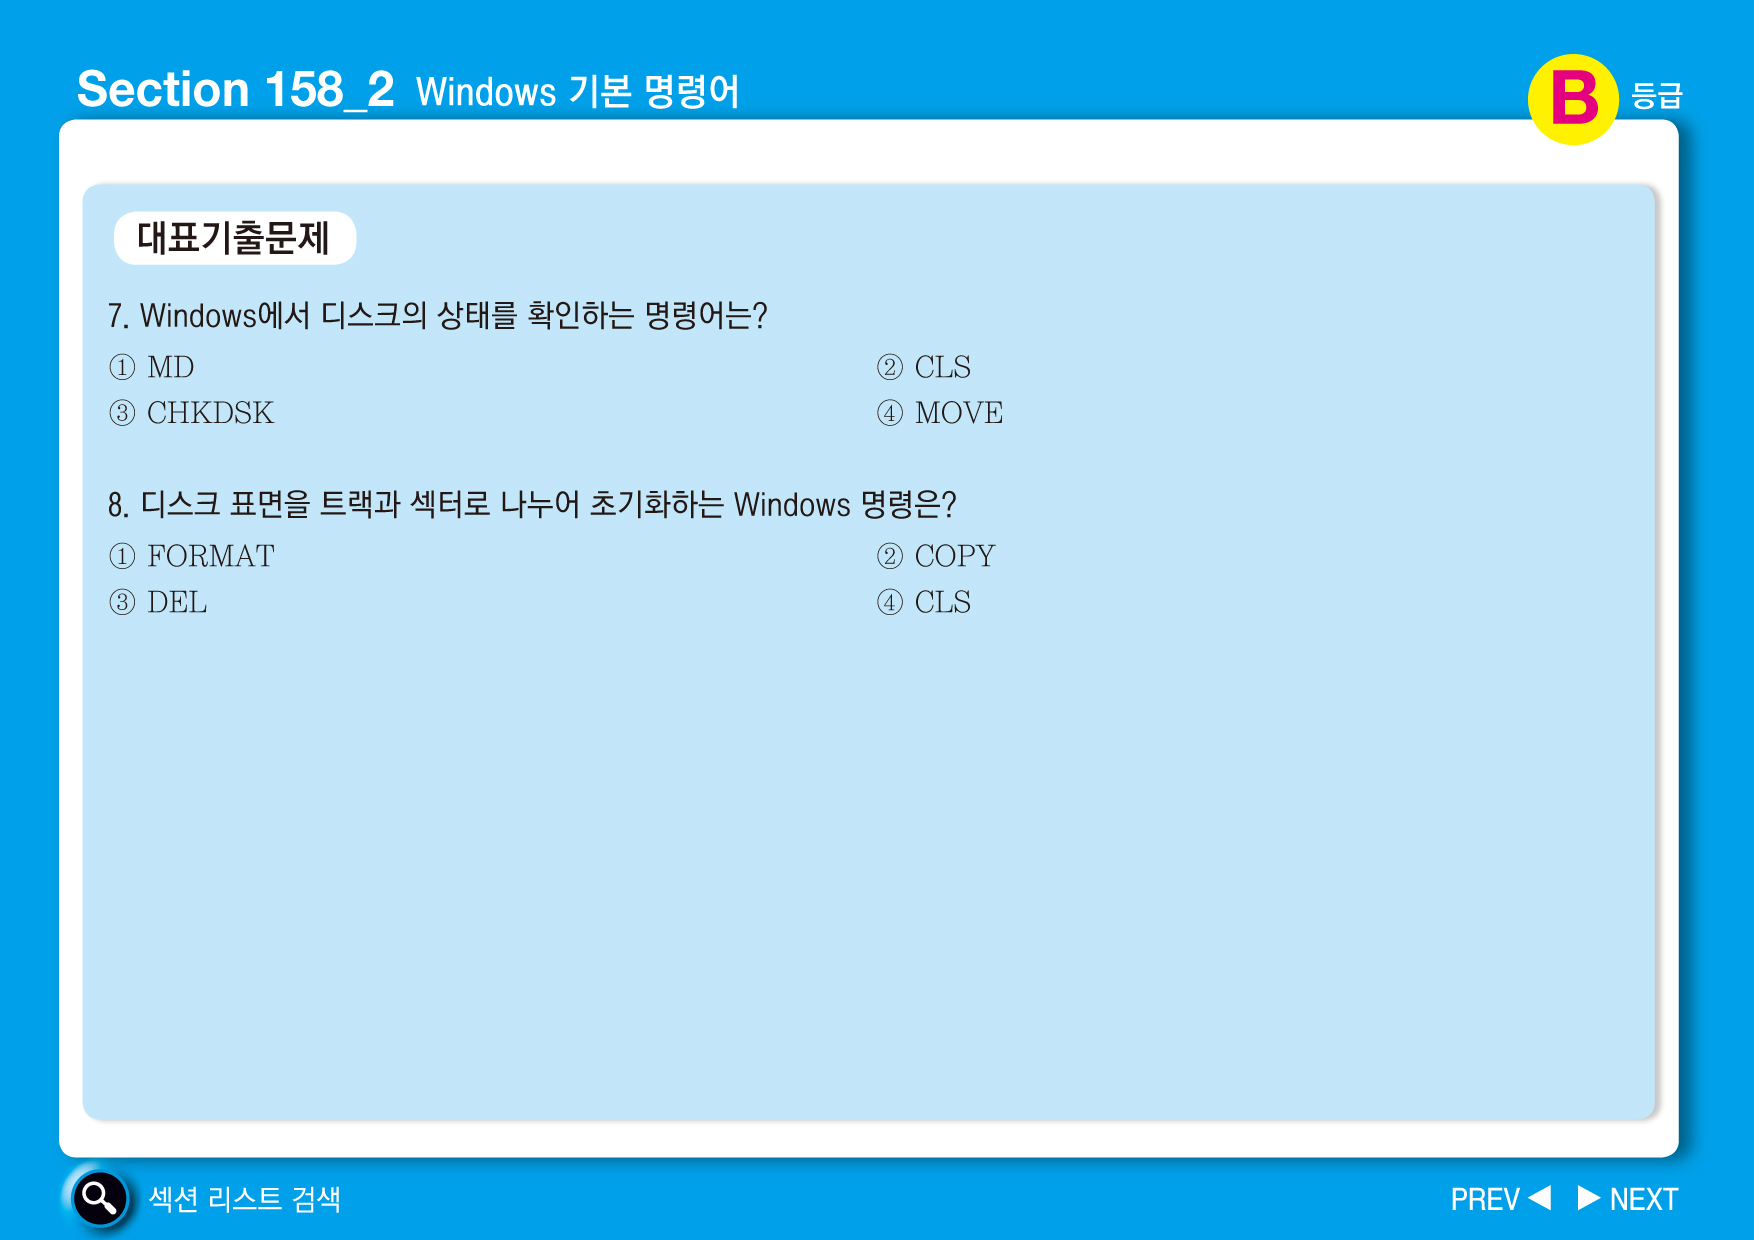 Section 158_2 Windows 기본 명령어
B 등급
대표기출문제
7. Windows에서 디스크의 상태를 확인하는 명령어는?
① MD ② CLS
③ CHKDSK ④ MOVE
8. 디스크 표면을 트랙과 섹터로 나누어 초기화하는 Windows 명령은?
① FORMAT ② COPY
③ DEL ④ CLS
섹션 리스트 검색
PREV ◀ ▶ NEXT